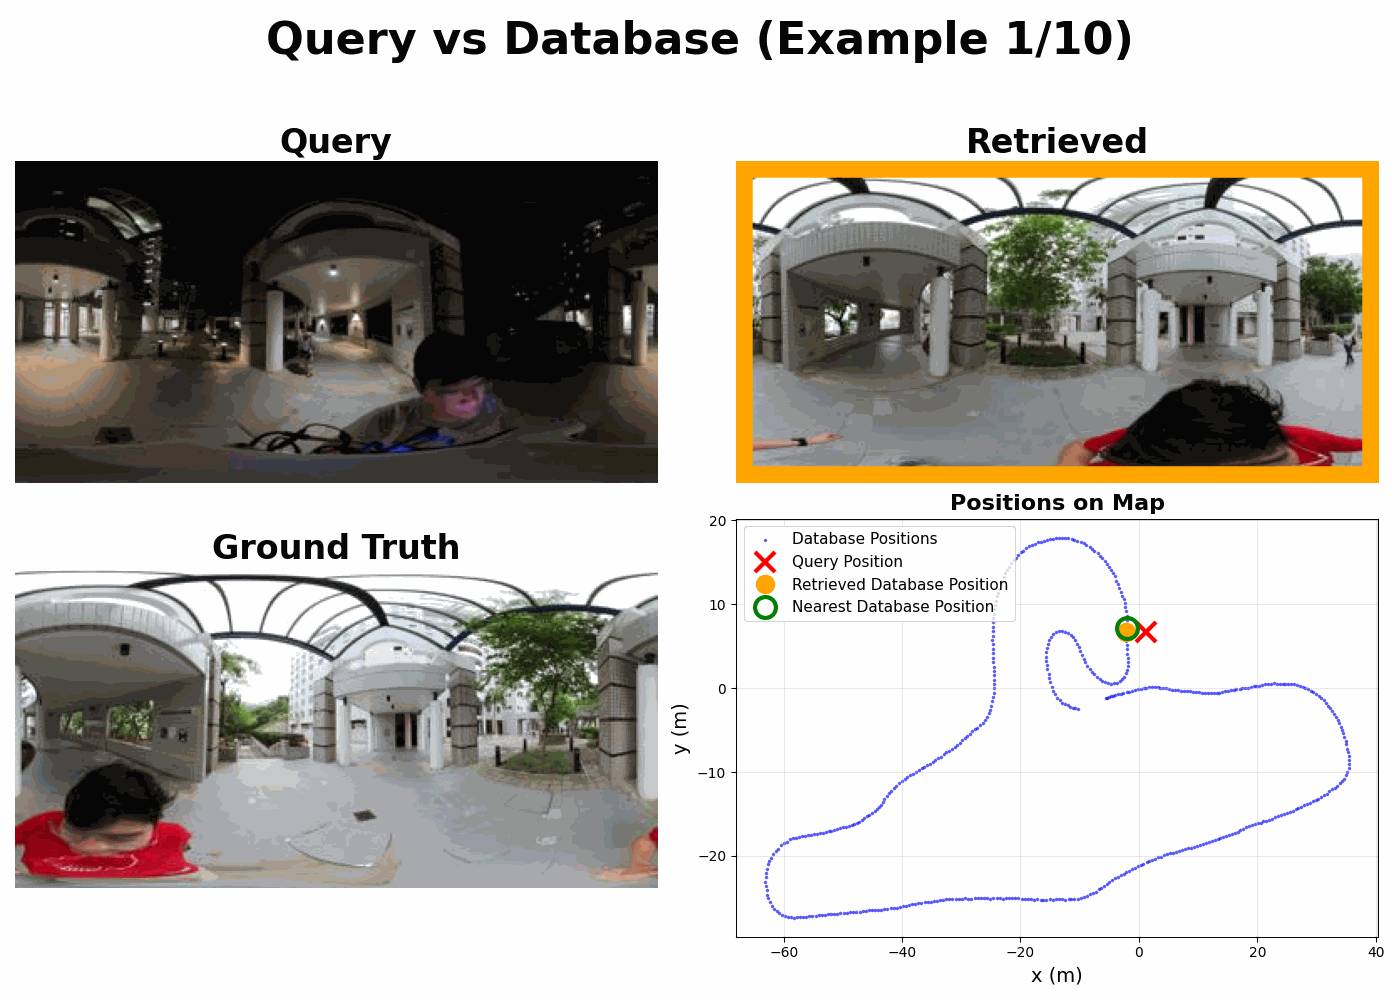 Query vs Database (Example 1/10)
Query
Retrieved
Ground Truth
Positions on Map
Database Positions
Query Position
Retrieved Database Position
Nearest Database Position
20
10
0
−10
−20
y (m)
−60
−40
−20
0
20
40
x (m)